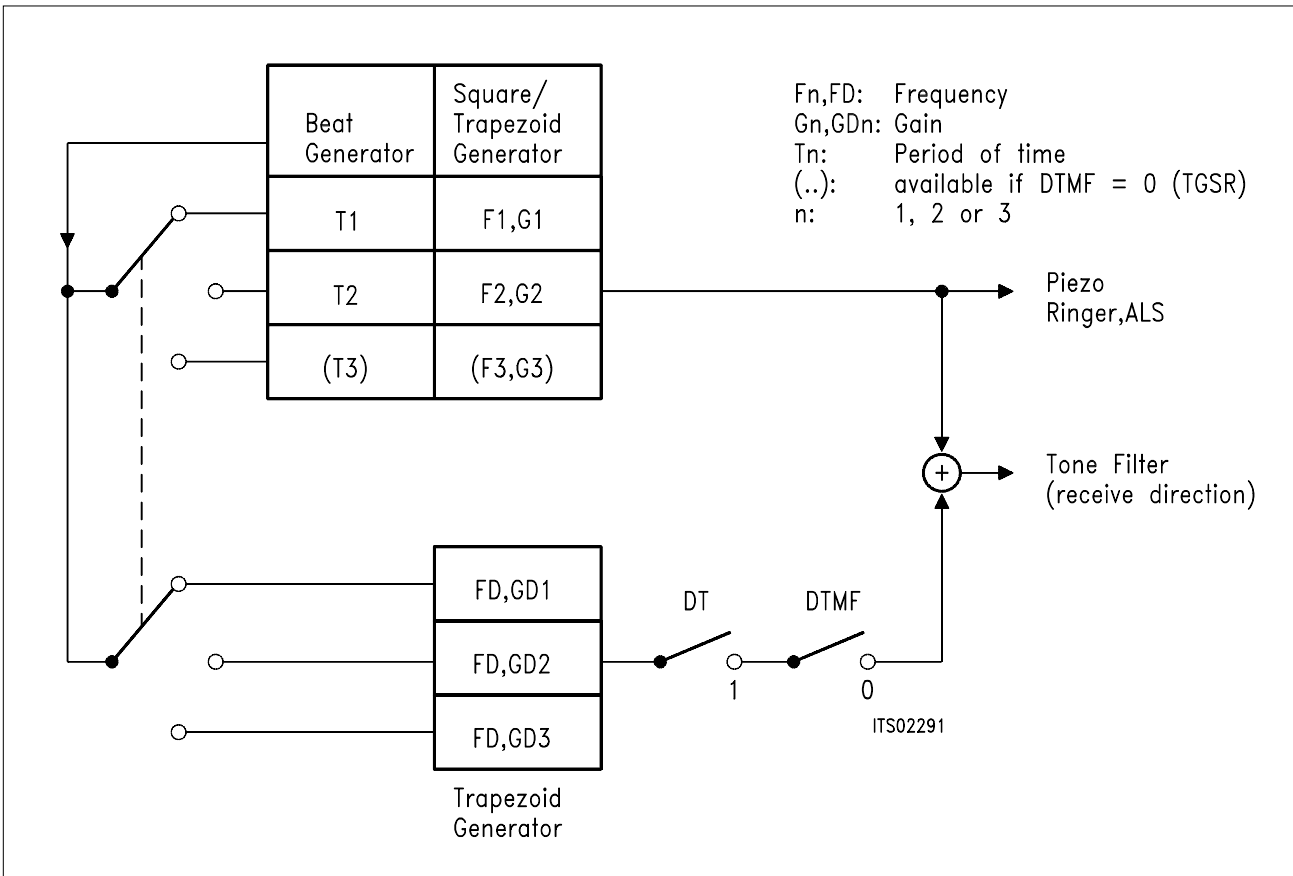 Beat
Generator
Square/
Trapezoid
Generator
T1
F1,G1
T2
F2,G2
(T3)
(F3,G3)
Fn,FD: Frequency
Gn,GDn: Gain
Tn: Period of time
(..): available if DTMF = 0 (TGSR)
n: 1, 2 or 3
Piezo
Ringer,ALS
+
Tone Filter
(receive direction)
FD,GD1
FD,GD2
FD,GD3
DT
DTMF
1
0
ITS02291
Trapezoid
Generator